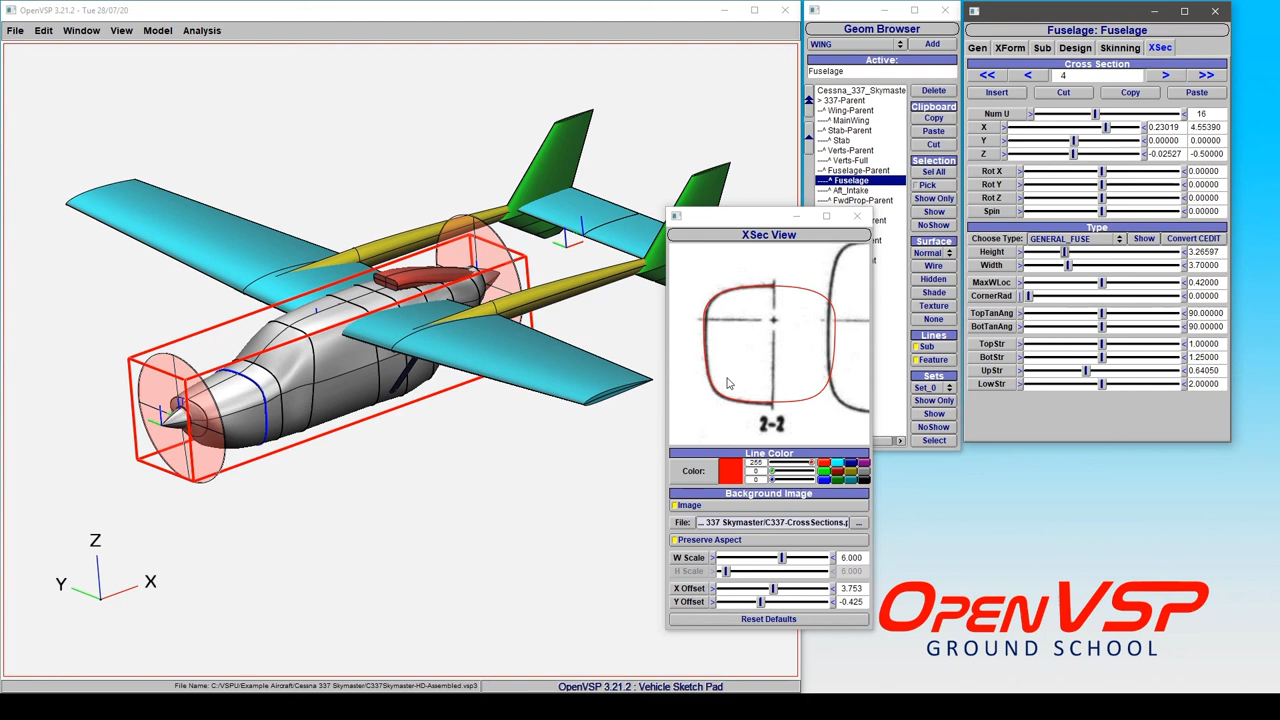 OpenVSP 3.21.2 - Tue 28/07/20
File Edit Window View Model Analysis
Z
Y
X
File Name: C:/VSPU/Example Aircraft/Cessna 337 Skymaster/C337Skymaster-HD-Assembled.vsp3
OpenVSP 3.21.2 : Vehicle Sketch Pad
Geom Browser
WING Add
Active:
Fuselage
Cessna_337_Skymaste
> 337-Parent
--^ Wing-Parent
----^ MainWing
--^ Stab-Parent
----^ Stab
--^ Verts-Parent
----^ Verts-Full
--^ Fuselage-Parent
----^ Fuselage
----^ Aft_Intake
----^ FwdProp-Parent
Delete
Clipboard
Copy
Paste
Cut
Selection
Sel All
Pick
Show Only
Show
NoShow
Surface
Normal
Wire
Hidden
Shade
Texture
None
Lines
Sub
Feature
Sets
Set_0
Show Only
Show
NoShow
Select
XSec View
2-2
Line Color
Color: 255
0
0
Background Image
Image
File: ... 337 Skymaster/C337-CrossSections.p ...
Preserve Aspect
W Scale > < 6.000
H Scale > < 6.000
X Offset > < 3.753
Y Offset > < -0.425
Reset Defaults
Fuselage: Fuselage
Gen XForm Sub Design Skinning XSec
Cross Section
<< < 4 > >>
Insert Cut Copy Paste
Num U > < 16
X > < 0.23019 4.55390
Y > < 0.00000 0.00000
Z > < -0.02527 -0.50000
Rot X > < 0.00000
Rot Y > < 0.00000
Rot Z > < 0.00000
Spin > < 0.00000
Type
Choose Type: GENERAL_FUSE Show Convert CEDIT
Height > < 3.26597
Width > < 3.70000
MaxWLoc > < 0.42000
CornerRad | < 0.00000
TopTanAng > < 90.00000
BotTanAng > < 90.00000
TopStr > < 1.00000
BotStr > < 1.25000
UpStr > < 0.64050
LowStr > < 2.00000
OpenVSP
GROUND SCHOOL